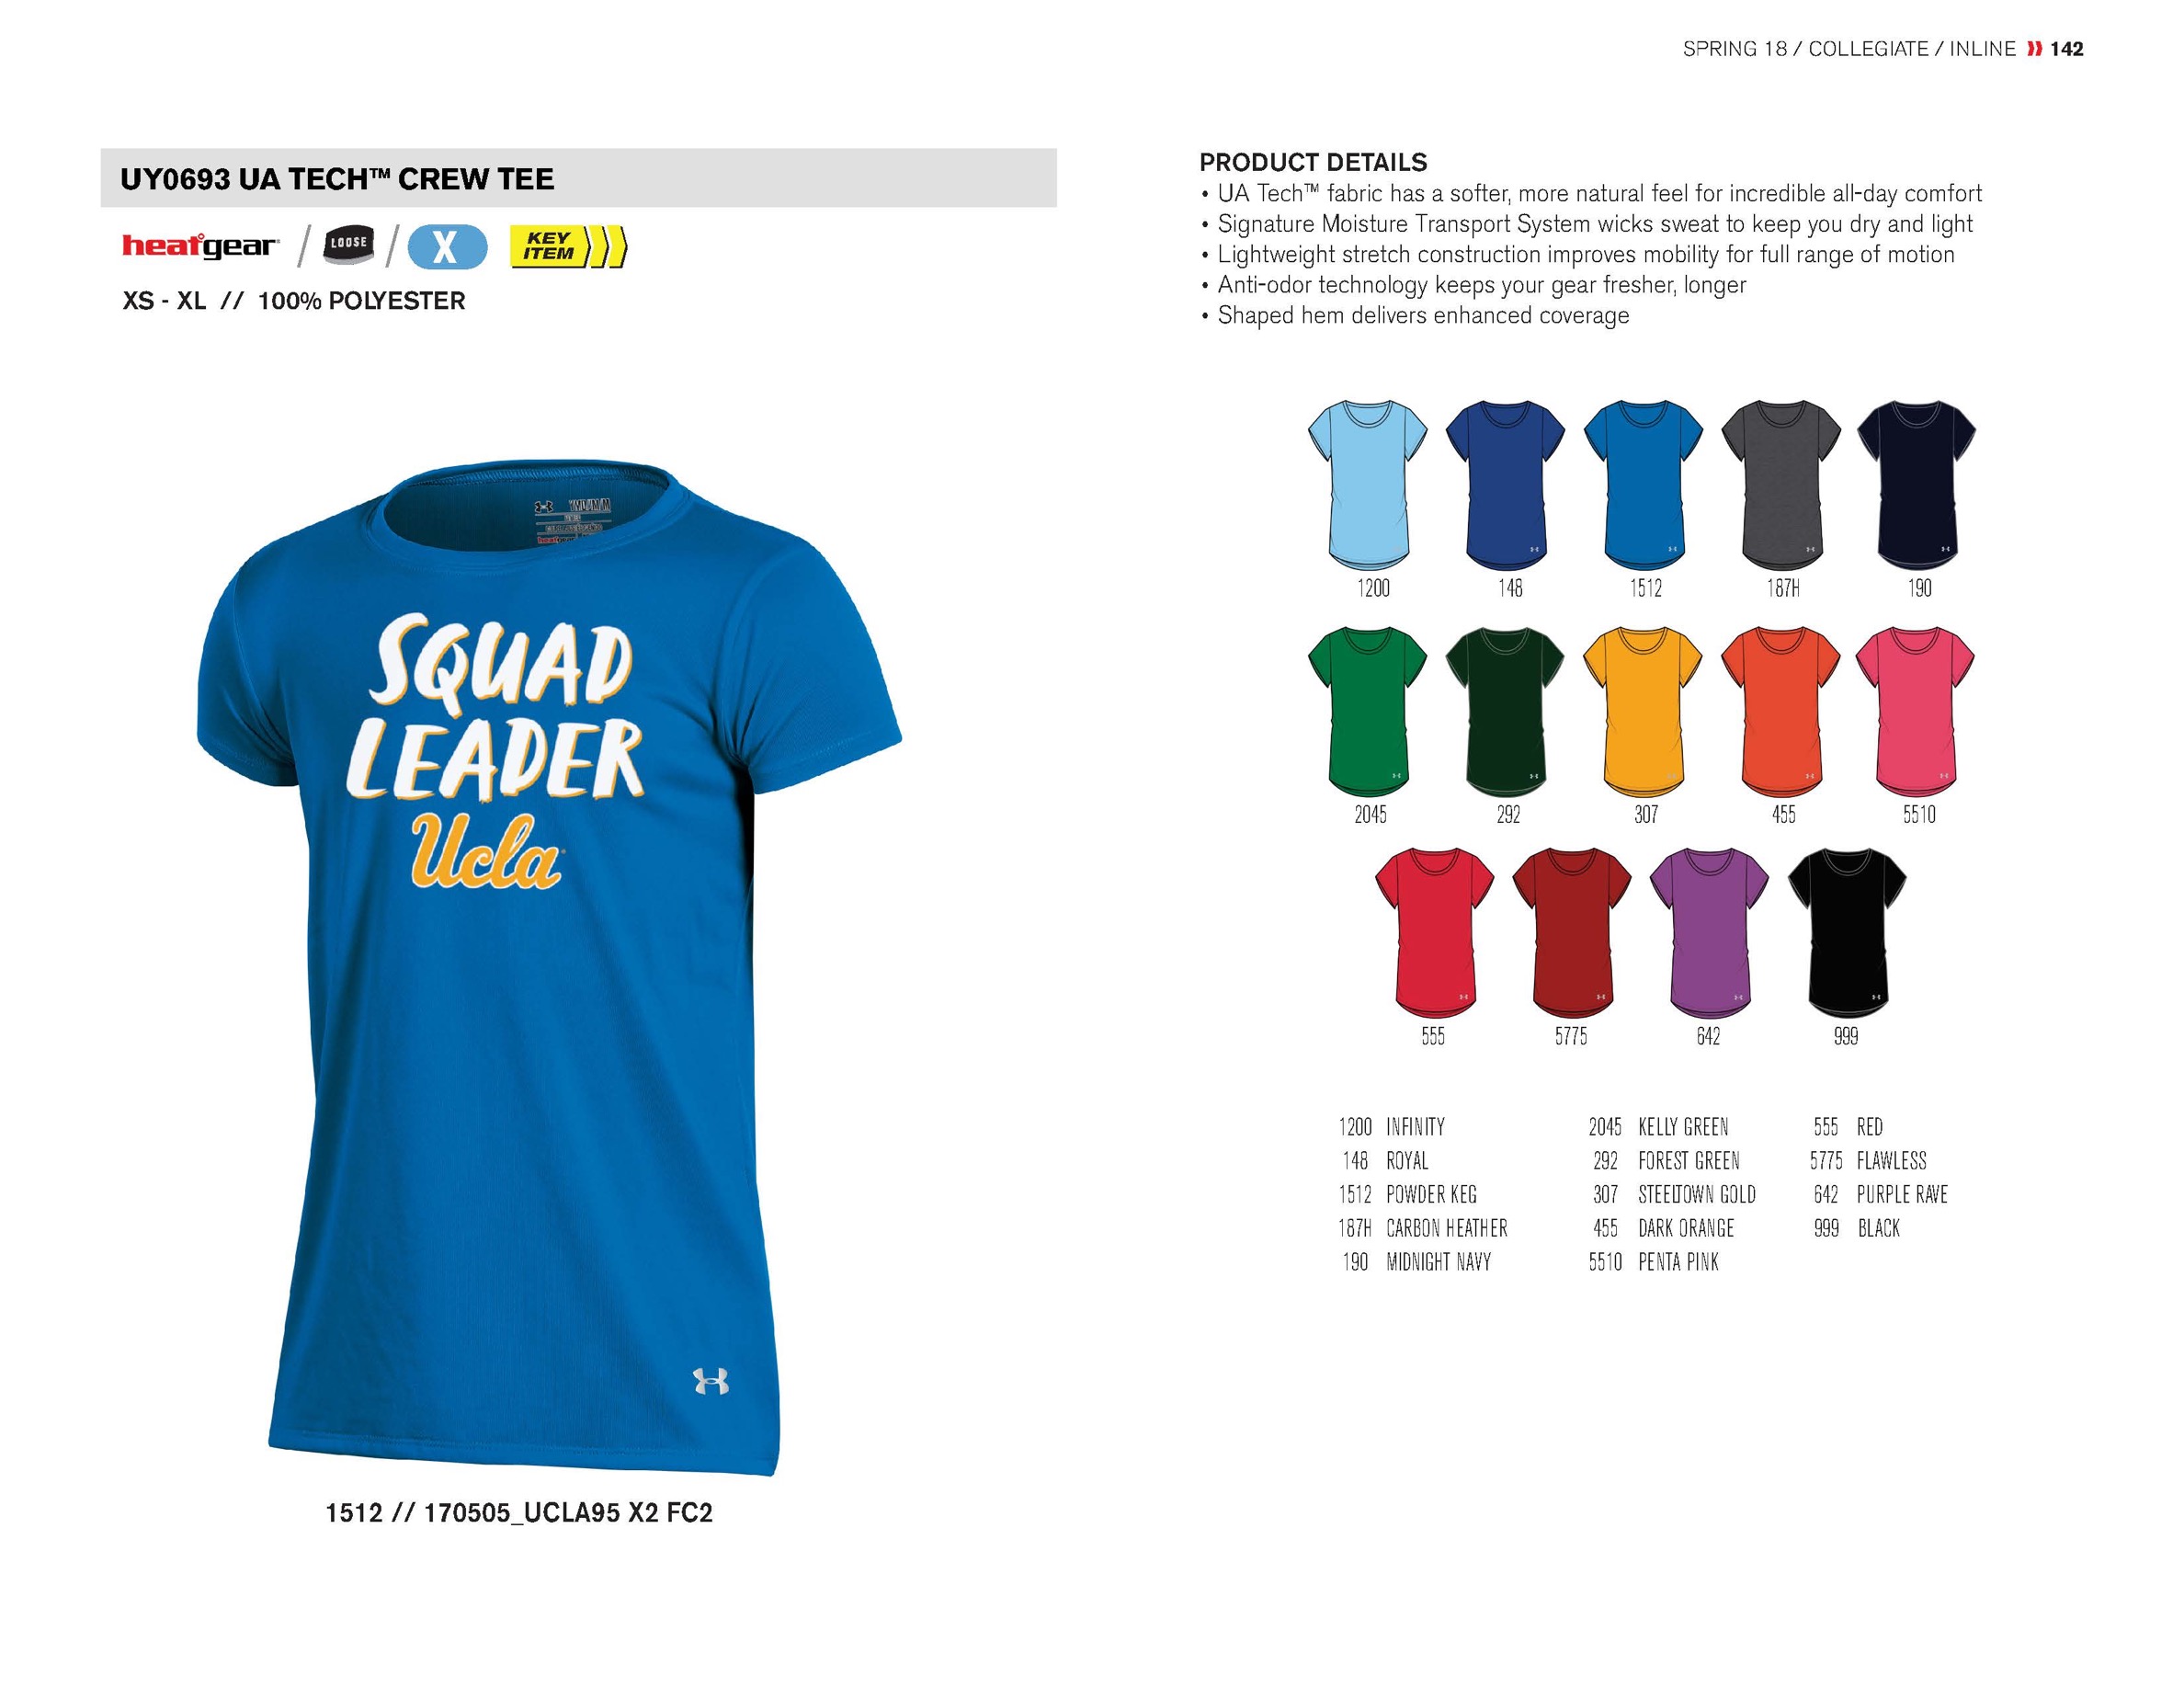 SPRING 18 / COLLEGIATE / INLINE 142
UY0693 UA TECH™ CREW TEE
heatgear / LOOSE / X KEY ITEM
XS - XL // 100% POLYESTER
SQUAD
LEADER
Ucla
1512 // 170505_UCLA95 X2 FC2
PRODUCT DETAILS
• UA Tech™ fabric has a softer, more natural feel for incredible all-day comfort
• Signature Moisture Transport System wicks sweat to keep you dry and light
• Lightweight stretch construction improves mobility for full range of motion
• Anti-odor technology keeps your gear fresher, longer
• Shaped hem delivers enhanced coverage
1200 148 1512 187H 190
2045 292 307 455 5510
555 5775 642 999
1200 INFINITY
148 ROYAL
1512 POWDER KEG
187H CARBON HEATHER
190 MIDNIGHT NAVY
2045 KELLY GREEN
292 FOREST GREEN
307 STEELTOWN GOLD
455 DARK ORANGE
5510 PENTA PINK
555 RED
5775 FLAWLESS
642 PURPLE RAVE
999 BLACK